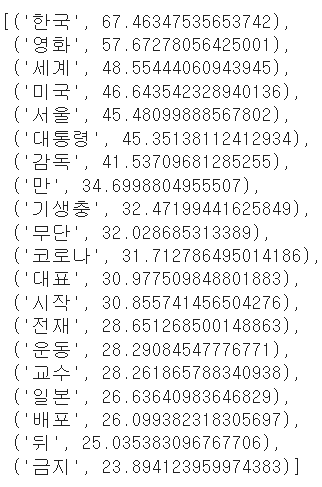 [('한국', 67.46347535653742),
('영화', 57.67278056425001),
('세계', 48.55444060943945),
('미국', 46.643542328940136),
('서울', 45.48099888567802),
('대통령', 45.35138112412934),
('감독', 41.53709681285255),
('만', 34.6998804955507),
('기생충', 32.47199441625849),
('무단', 32.028685313389),
('코로나', 31.712786495014186),
('대표', 30.977509848801883),
('시작', 30.855741456504276),
('전재', 28.651268500148863),
('운동', 28.29084547776771),
('교수', 28.261865788340938),
('일본', 26.63640983646829),
('배포', 26.099382318305697),
('뒤', 25.035383096767706),
('금지', 23.894123959974383)]